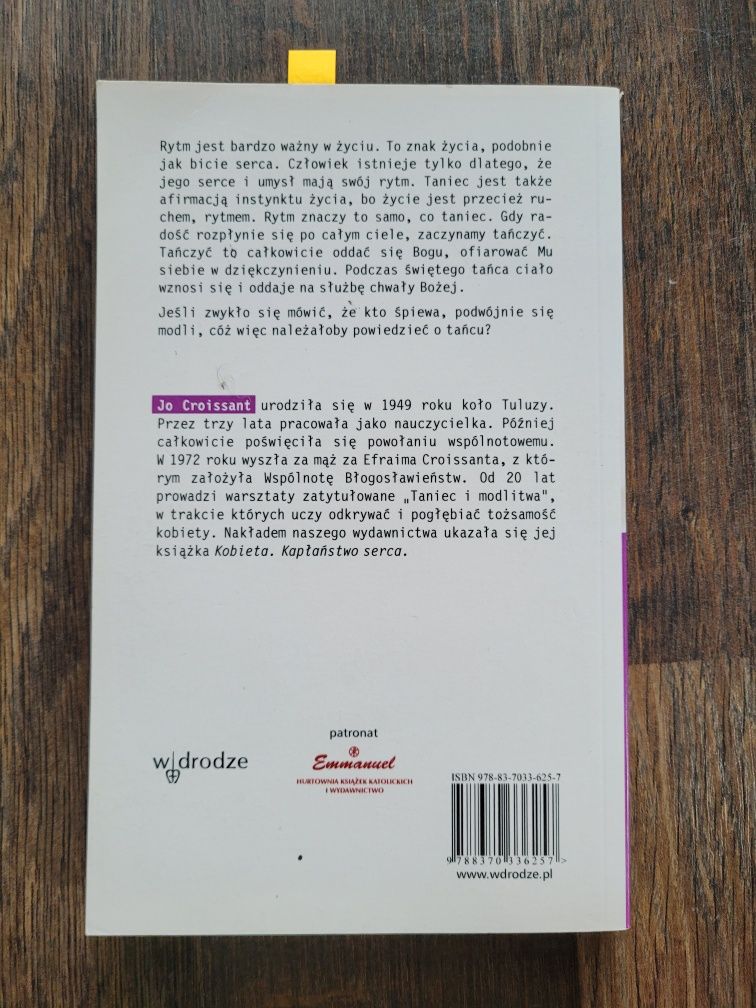 Rytm jest bardzo ważny w życiu. To znak życia, podobnie
jak bicie serca. Człowiek istnieje tylko dlatego, że
jego serce i umysł mają swój rytm. Taniec jest także
afirmacją instynktu życia, bo życie jest przecież ru-
chem, rytmem. Rytm znaczy to samo, co taniec. Gdy ra-
dość rozpłynie się po całym ciele, zaczynamy tańczyć.
Tańczyć to całkowicie oddać się Bogu, ofiarować Mu
siebie w dziękczynieniu. Podczas świętego tańca ciało
wznosi się i oddaje na służbę chwały Bożej.
Jeśli zwykło się mówić, że kto śpiewa, podwójnie się
modli, cóż więc należałoby powiedzieć o tańcu?
Jo Croissant urodziła się w 1949 roku koło Tuluzy.
Przez trzy lata pracowała jako nauczycielka. Później
całkowicie poświęciła się powołaniu wspólnotowemu.
W 1972 roku wyszła za mąż za Efraima Croissanta, z któ-
rym założyła Wspólnotę Błogosławieństw. Od 20 lat
prowadzi warsztaty zatytułowane „Taniec i modlitwa",
w trakcie których uczy odkrywać i pogłębiać tożsamość
kobiety. Nakładem naszego wydawnictwa ukazała się jej
książka Kobieta. Kapłaństwo serca.
w drodze
patronat
Emmanuel
HURTOWNIA KSIĄŻEK KATOLICKICH
I WYDAWNICTWO
ISBN 978-83-7033-625-7
9 788370 336257 >
www.wdrodze.pl